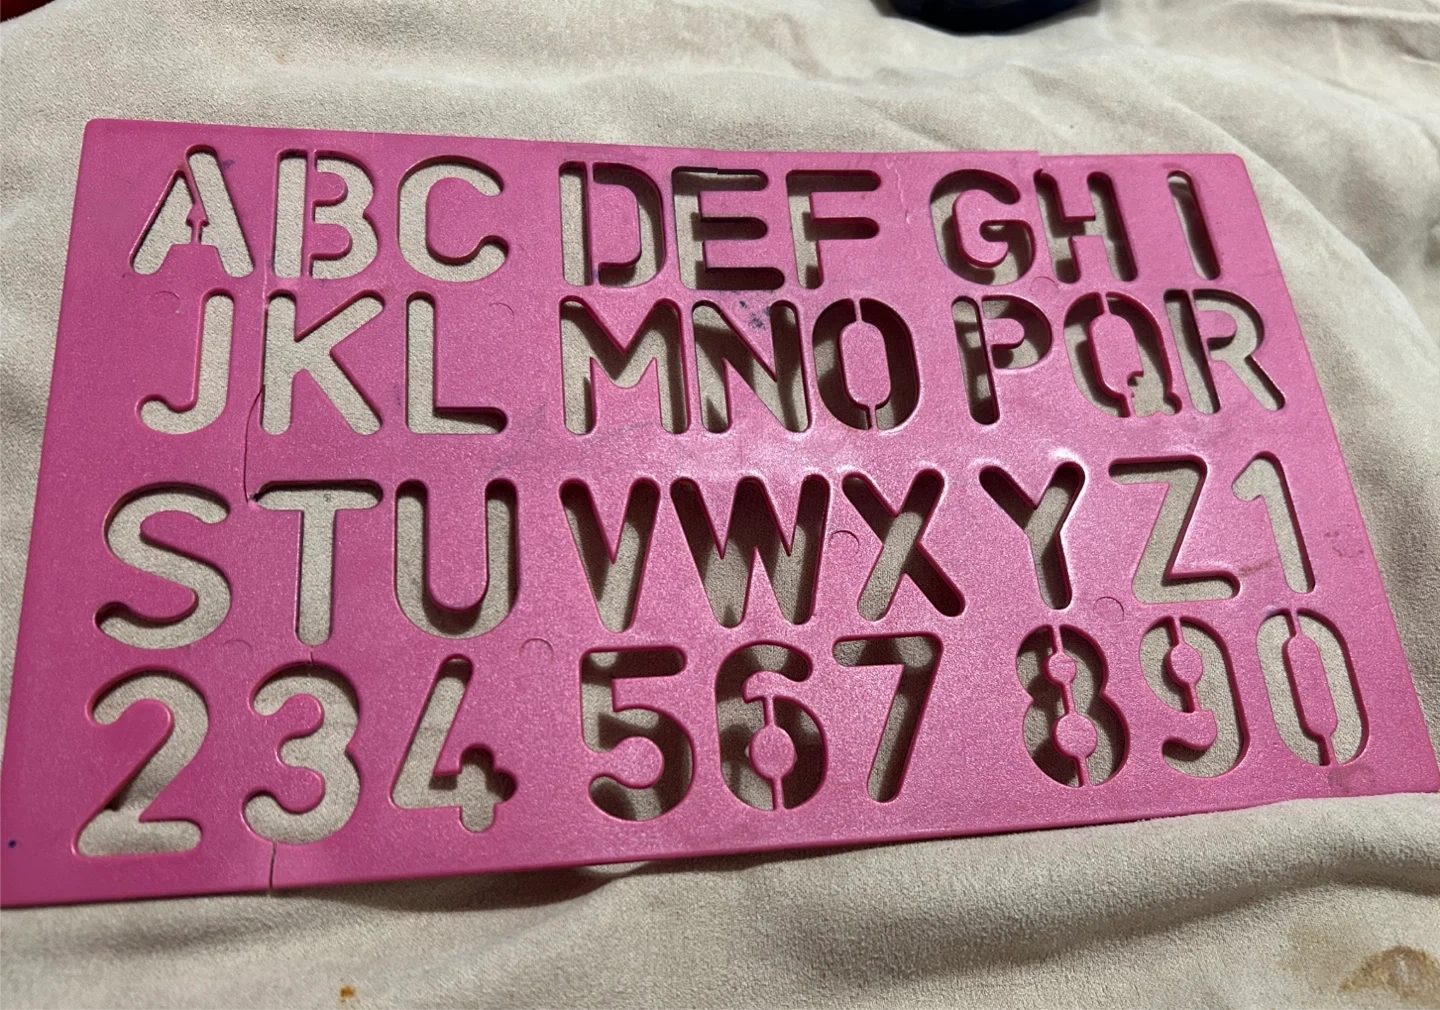 ABC DEF GHI
JKL MNO PQR
STU VWX YZ1
234 567 890